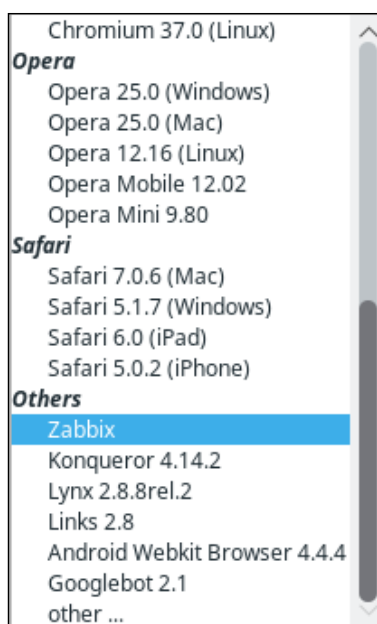 Chromium 37.0 (Linux)
Opera
Opera 25.0 (Windows)
Opera 25.0 (Mac)
Opera 12.16 (Linux)
Opera Mobile 12.02
Opera Mini 9.80
Safari
Safari 7.0.6 (Mac)
Safari 5.1.7 (Windows)
Safari 6.0 (iPad)
Safari 5.0.2 (iPhone)
Others
Zabbix
Konqueror 4.14.2
Lynx 2.8.8rel.2
Links 2.8
Android Webkit Browser 4.4.4
Googlebot 2.1
other ...